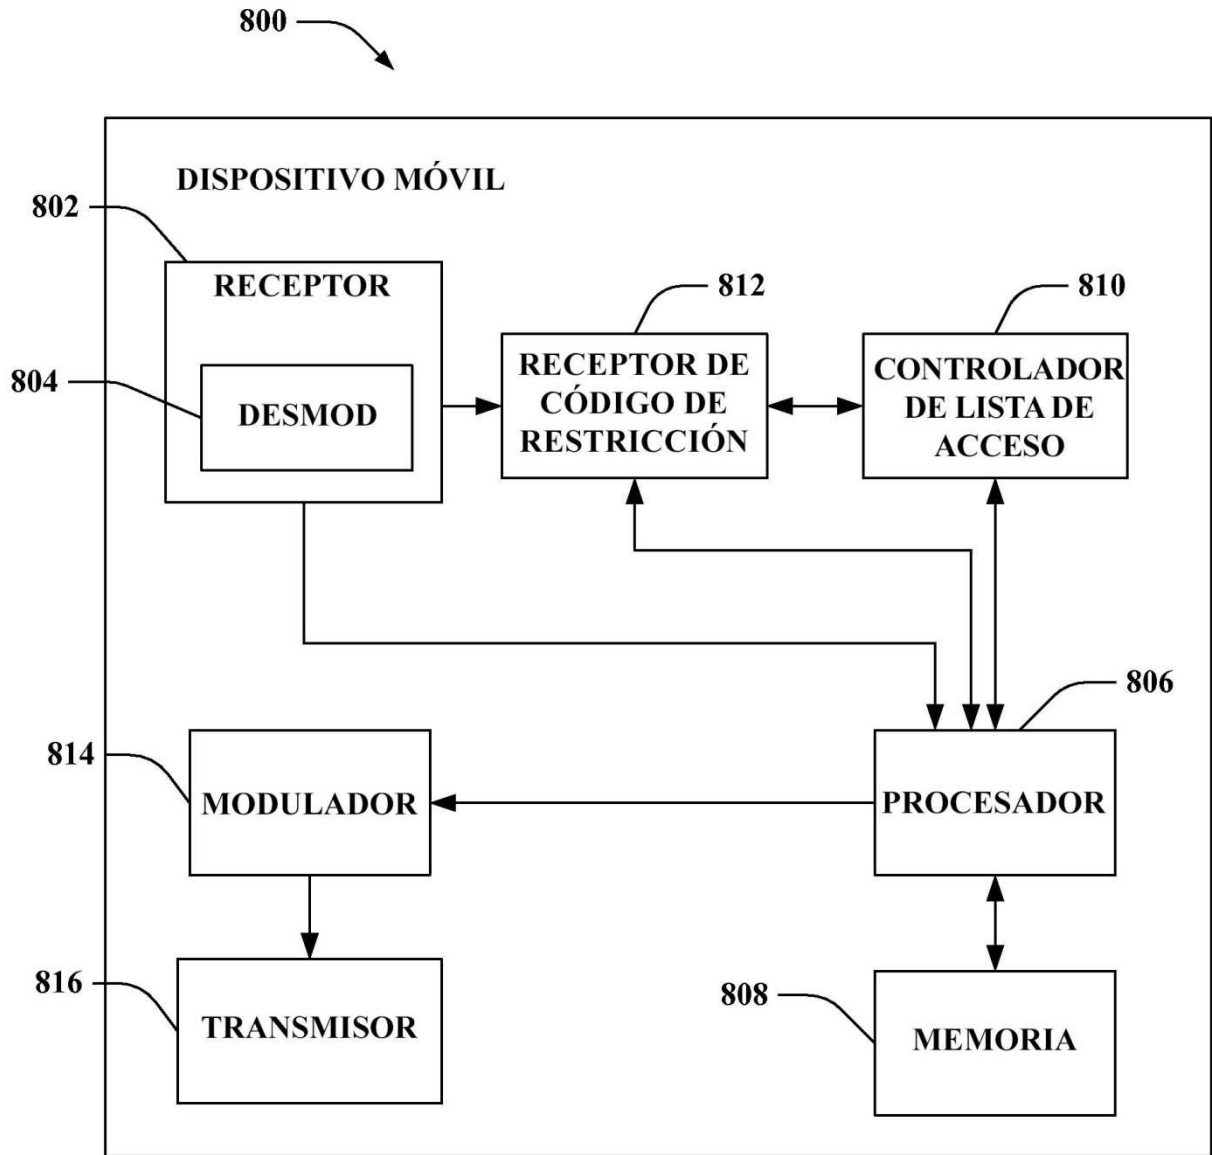 800
DISPOSITIVO MÓVIL
802
RECEPTOR
812
810
804
DESMOD
RECEPTOR DE
CÓDIGO DE
RESTRICCIÓN
CONTROLADOR
DE LISTA DE
ACCESO
806
814
MODULADOR
PROCESADOR
816
TRANSMISOR
808
MEMORIA